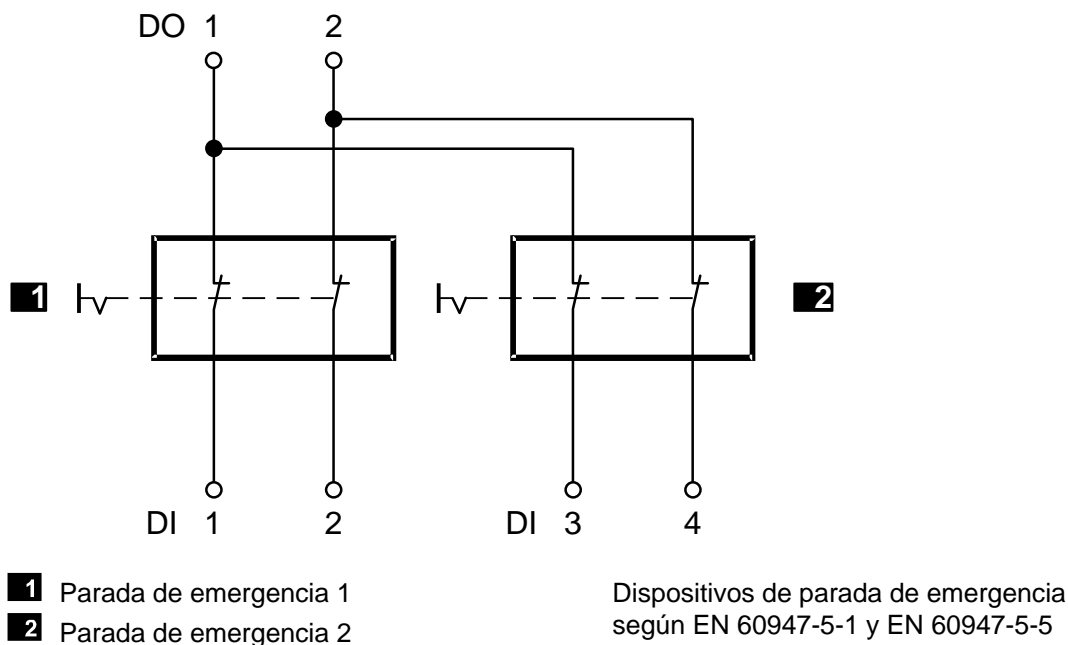 DO 1 2
1
2
DI 1 2 DI 3 4
1 Parada de emergencia 1
2 Parada de emergencia 2
Dispositivos de parada de emergencia
según EN 60947-5-1 y EN 60947-5-5